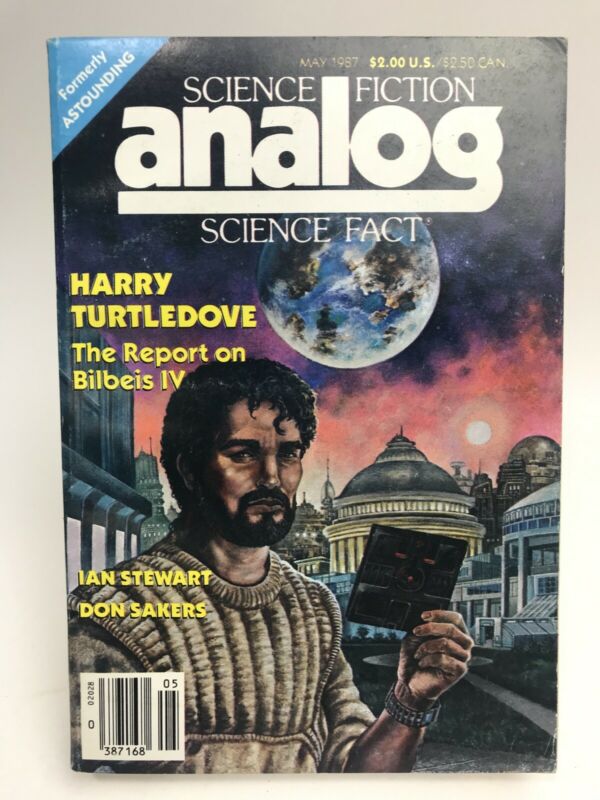 Formerly
ASTOUNDING
MAY 1987 $2.00 U.S./$2.50 CAN.
SCIENCE FICTION
analog
SCIENCE FACT®
HARRY
TURTLEDOVE
The Report on
Bilbeis IV
IAN STEWART
DON SAKERS
05
0 02028
387168